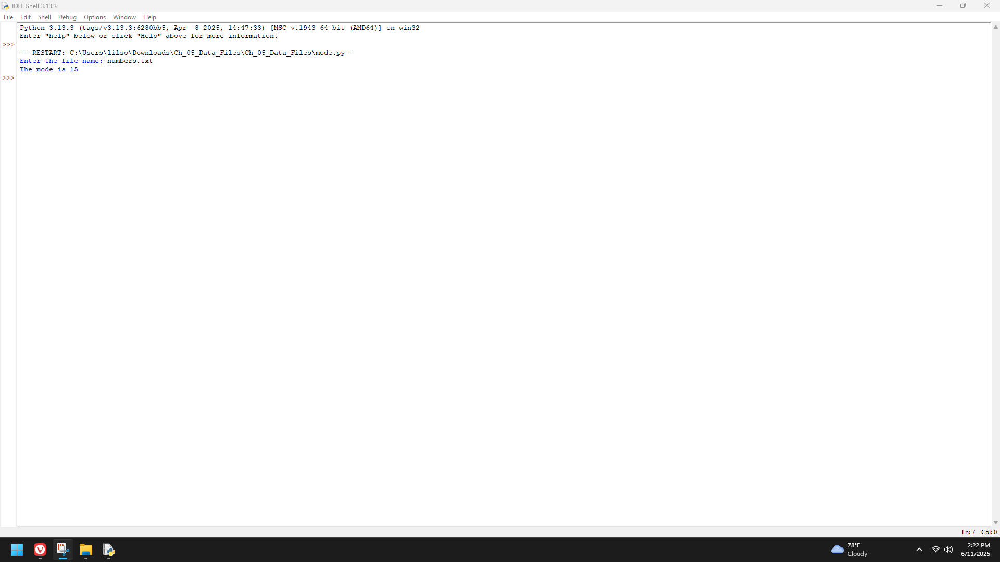 IDLE Shell 3.13.3
File Edit Shell Debug Options Window Help
Python 3.13.3 (tags/v3.13.3:6280bb5, Apr  8 2025, 14:47:33) [MSC v.1943 64 bit (AMD64)] on win32
Enter "help" below or click "Help" above for more information.
>>>
== RESTART: C:\Users\lilso\Downloads\Ch_05_Data_Files\Ch_05_Data_Files\mode.py =
Enter the file name: numbers.txt
The mode is 15
>>>
Ln: 7 Col: 0
78°F
Cloudy
2:22 PM
6/11/2025